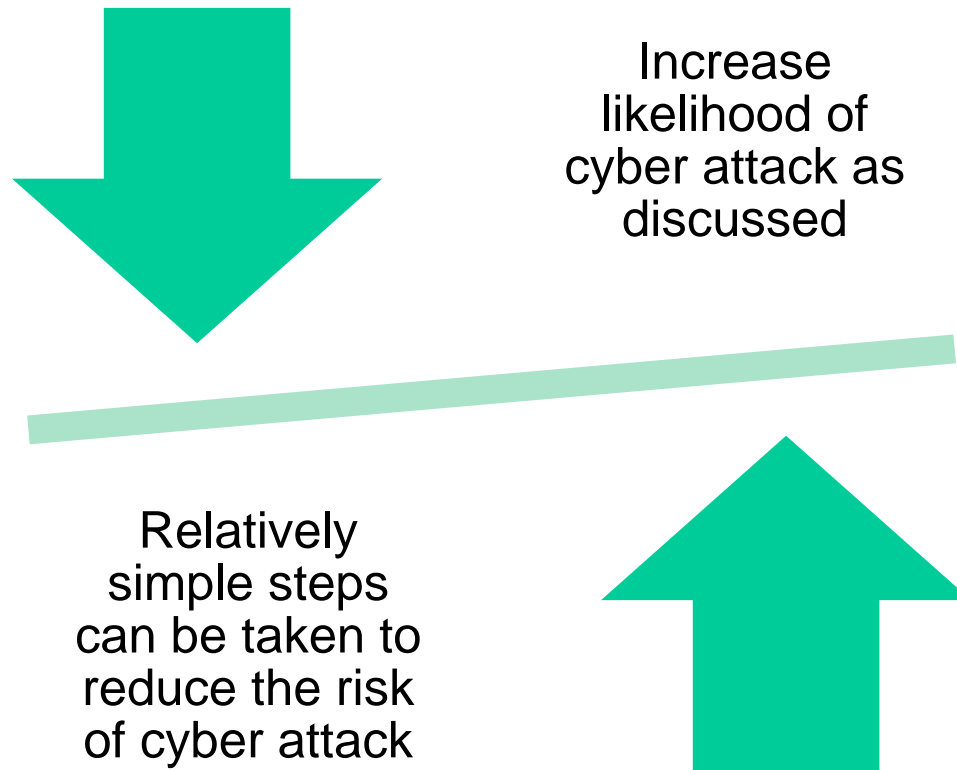 Increase
likelihood of
cyber attack as
discussed
Relatively
simple steps
can be taken to
reduce the risk
of cyber attack